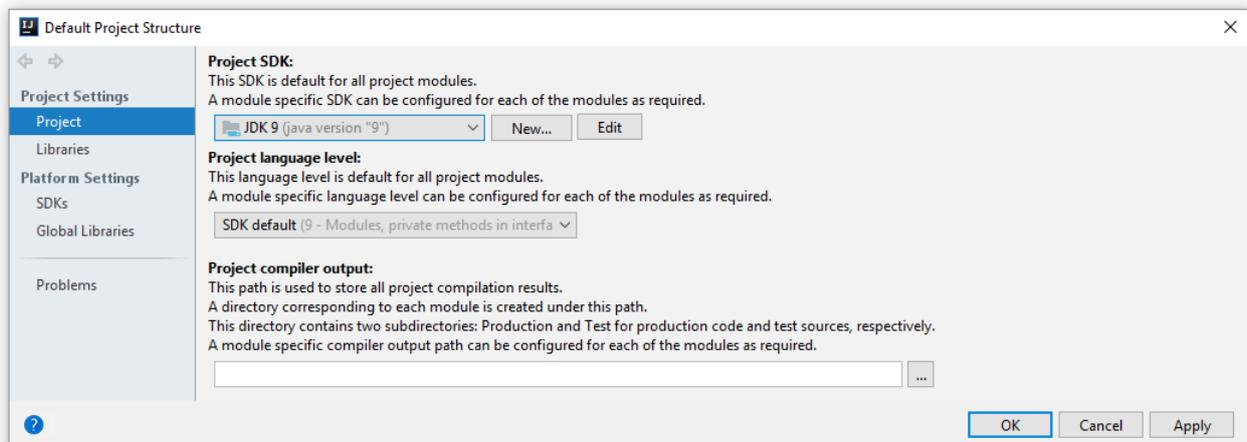 Default Project Structure
Project Settings
Project
Libraries
Platform Settings
SDKs
Global Libraries
Problems
Project SDK:
This SDK is default for all project modules.
A module specific SDK can be configured for each of the modules as required.
JDK 9 (java version "9")
New...
Edit
Project language level:
This language level is default for all project modules.
A module specific language level can be configured for each of the modules as required.
SDK default (9 - Modules, private methods in interfa
Project compiler output:
This path is used to store all project compilation results.
A directory corresponding to each module is created under this path.
This directory contains two subdirectories: Production and Test for production code and test sources, respectively.
A module specific compiler output path can be configured for each of the modules as required.
...
?
OK
Cancel
Apply